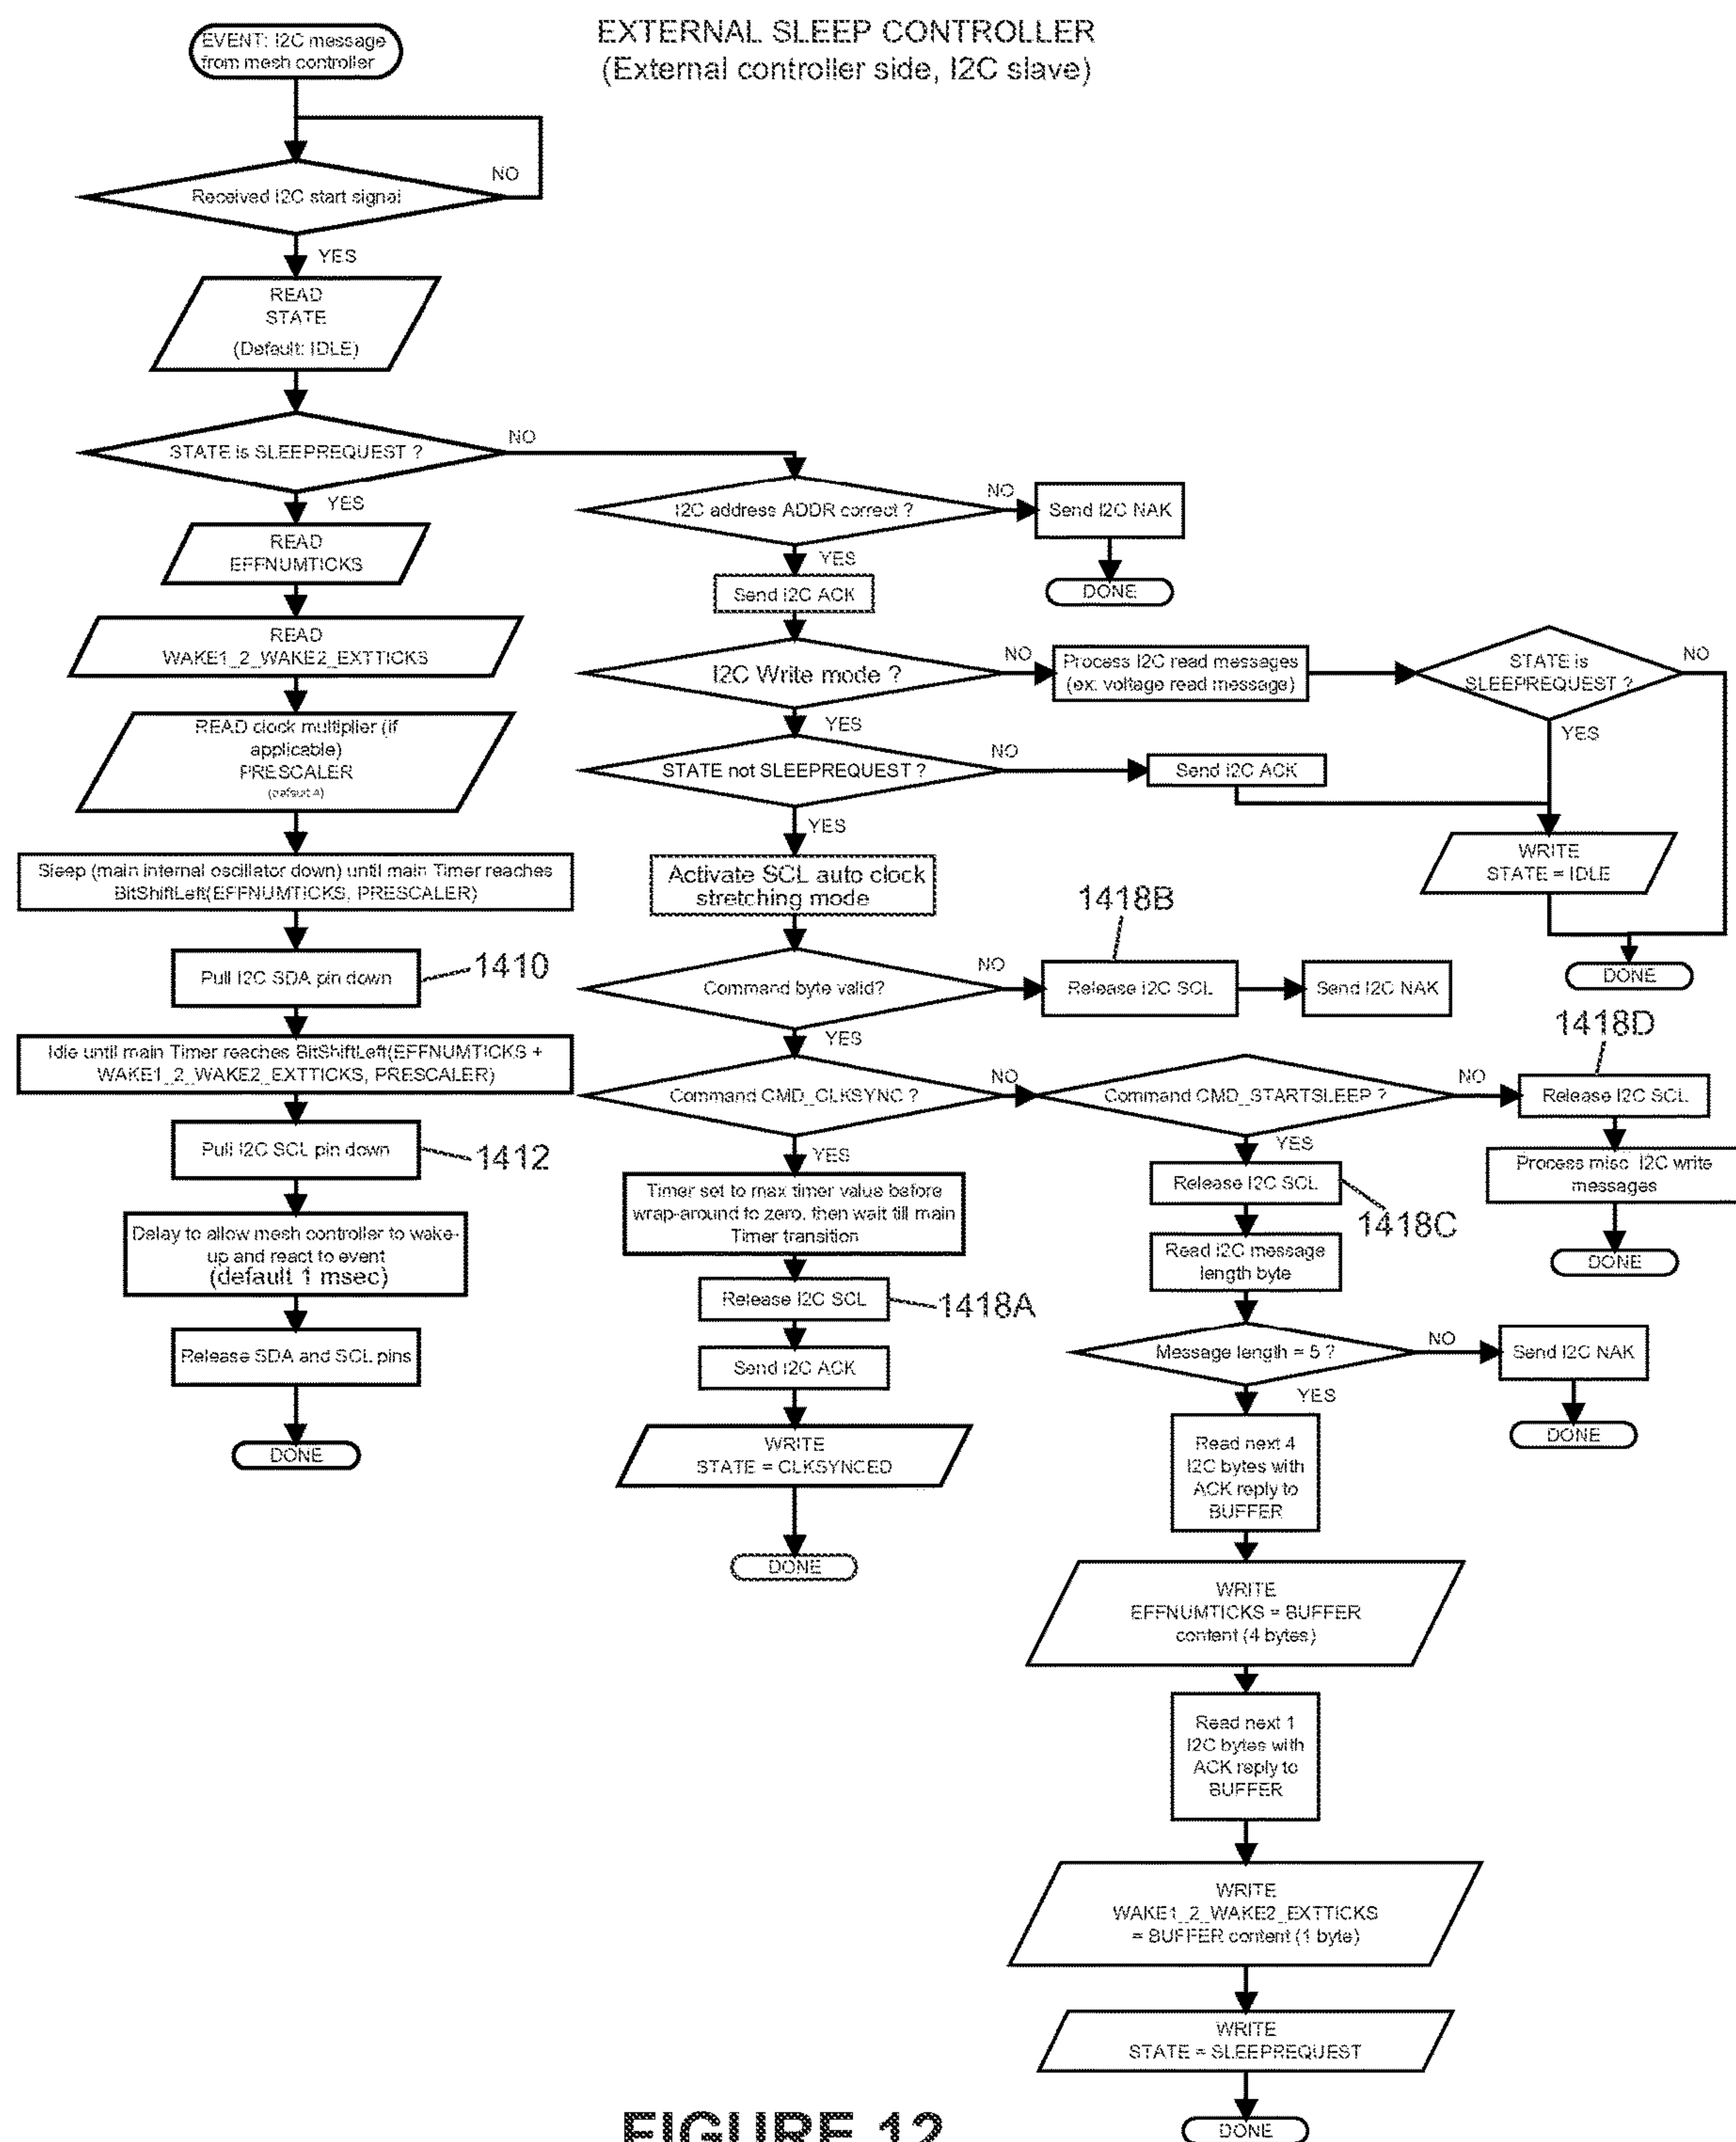 EXTERNAL SLEEP CONTROLLER
(External controller side, I2C slave)
EVENT: I2C message
from mesh controller
Received I2C start signal
NO
YES
READ
STATE
(Default: IDLE)
STATE is SLEEPREQUEST ?
NO
YES
READ
EFFNUMTICKS
READ
WAKE1_2_WAKE2_EXTTICKS
READ clock multiplier (if
applicable)
PRESCALER
(default 4)
Sleep (main internal oscillator down) until main Timer reaches
BitShiftLeft(EFFNUMTICKS, PRESCALER)
Pull I2C SDA pin down
1410
Idle until main Timer reaches BitShiftLeft(EFFNUMTICKS +
WAKE1_2_WAKE2_EXTTICKS, PRESCALER)
Pull I2C SCL pin down
1412
Delay to allow mesh controller to wake-
up and react to event
(default 1 msec)
Release SDA and SCL pins
DONE
I2C address ADDR correct ?
NO
Send I2C NAK
DONE
YES
Send I2C ACK
I2C Write mode ?
NO
Process I2C read messages
(ex: voltage read message)
STATE is
SLEEPREQUEST ?
NO
YES
YES
STATE not SLEEPREQUEST ?
NO
Send I2C ACK
WRITE
STATE = IDLE
DONE
YES
Activate SCL auto clock
stretching mode
Command byte valid?
NO
1418B
Release I2C SCL
Send I2C NAK
YES
Command CMD_CLKSYNC ?
NO
Command CMD_STARTSLEEP ?
NO
1418D
Release I2C SCL
Process misc. I2C write
messages
DONE
YES
Timer set to max timer value before
wrap-around to zero, then wait till main
Timer transition
Release I2C SCL
1418A
Send I2C ACK
WRITE
STATE = CLKSYNCED
DONE
YES
Release I2C SCL
1418C
Read I2C message
length byte
Message length = 5 ?
NO
Send I2C NAK
DONE
YES
Read next 4
I2C bytes with
ACK reply to
BUFFER
WRITE
EFFNUMTICKS = BUFFER
content (4 bytes)
Read next 1
I2C bytes with
ACK reply to
BUFFER
WRITE
WAKE1_2_WAKE2_EXTTICKS
= BUFFER content (1 byte)
WRITE
STATE = SLEEPREQUEST
DONE
FIGURE 12